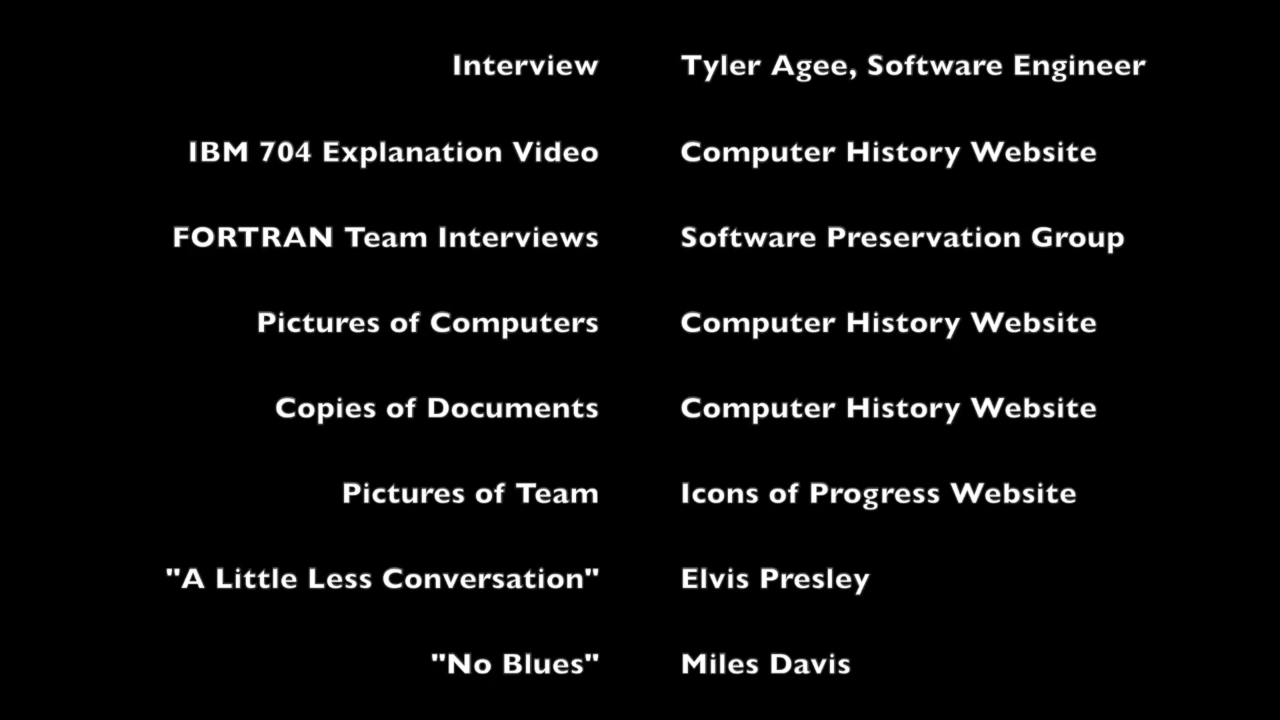 Interview Tyler Agee, Software Engineer
IBM 704 Explanation Video Computer History Website
FORTRAN Team Interviews Software Preservation Group
Pictures of Computers Computer History Website
Copies of Documents Computer History Website
Pictures of Team Icons of Progress Website
"A Little Less Conversation" Elvis Presley
"No Blues" Miles Davis